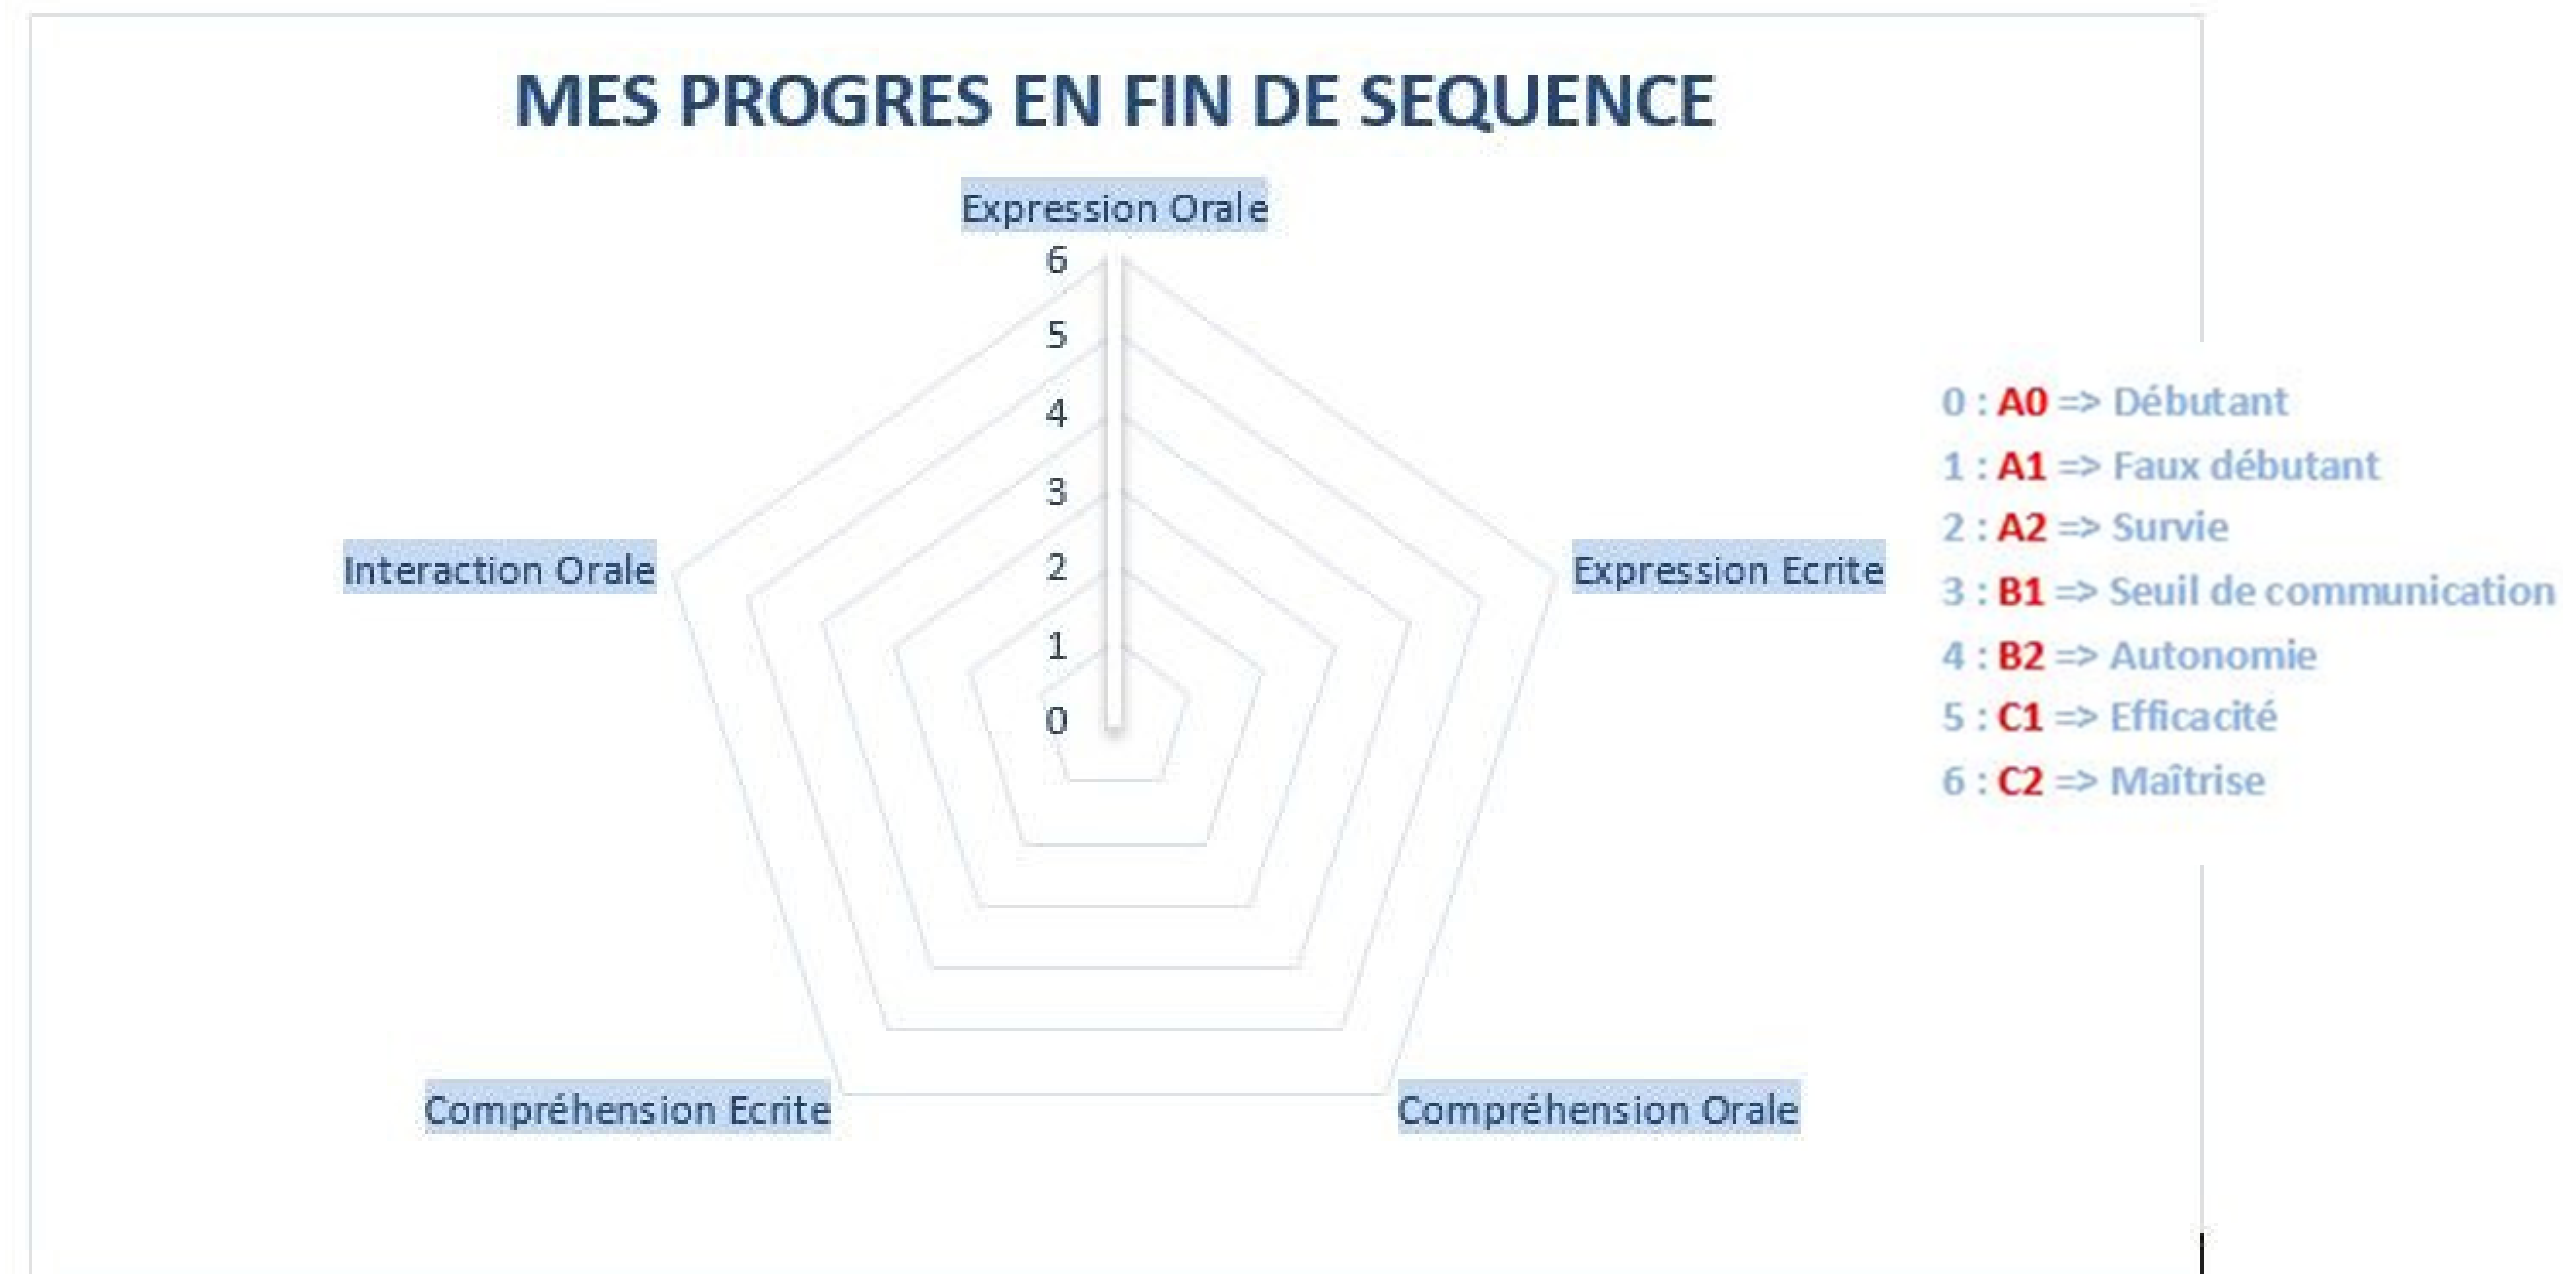 MES PROGRES EN FIN DE SEQUENCE
Expression Orale
6
5
4
3
2
1
0
Interaction Orale
Expression Ecrite
Compréhension Ecrite
Compréhension Orale
0 : A0 => Débutant
1 : A1 => Faux débutant
2 : A2 => Survie
3 : B1 => Seuil de communication
4 : B2 => Autonomie
5 : C1 => Efficacité
6 : C2 => Maîtrise